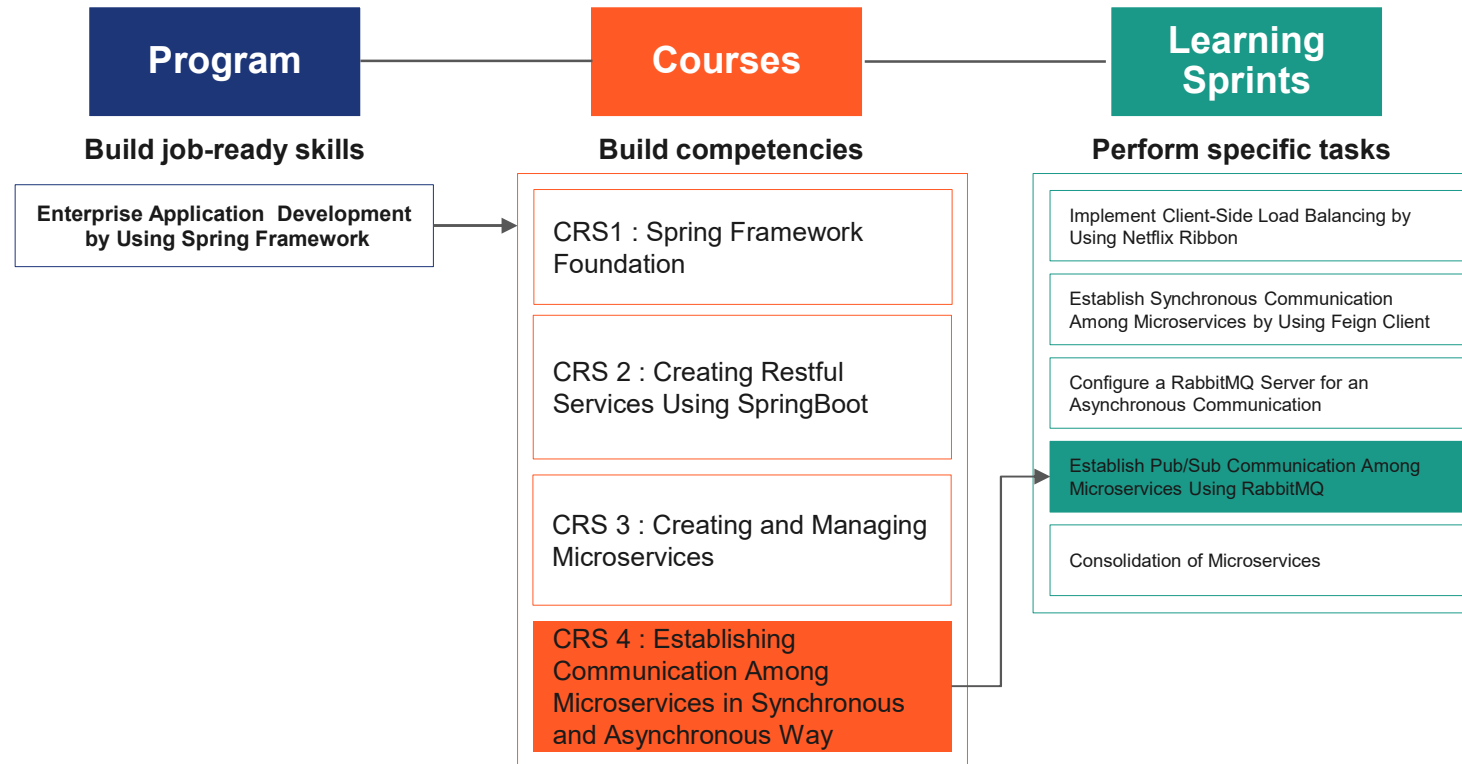 Program
Courses
Learning
Sprints
Build job-ready skills
Build competencies
Perform specific tasks
Enterprise Application Development
by Using Spring Framework
CRS1 : Spring Framework
Foundation
CRS 2 : Creating Restful
Services Using SpringBoot
CRS 3 : Creating and Managing
Microservices
CRS 4 : Establishing
Communication Among
Microservices in Synchronous
and Asynchronous Way
Implement Client-Side Load Balancing by
Using Netflix Ribbon
Establish Synchronous Communication
Among Microservices by Using Feign Client
Configure a RabbitMQ Server for an
Asynchronous Communication
Establish Pub/Sub Communication Among
Microservices Using RabbitMQ
Consolidation of Microservices